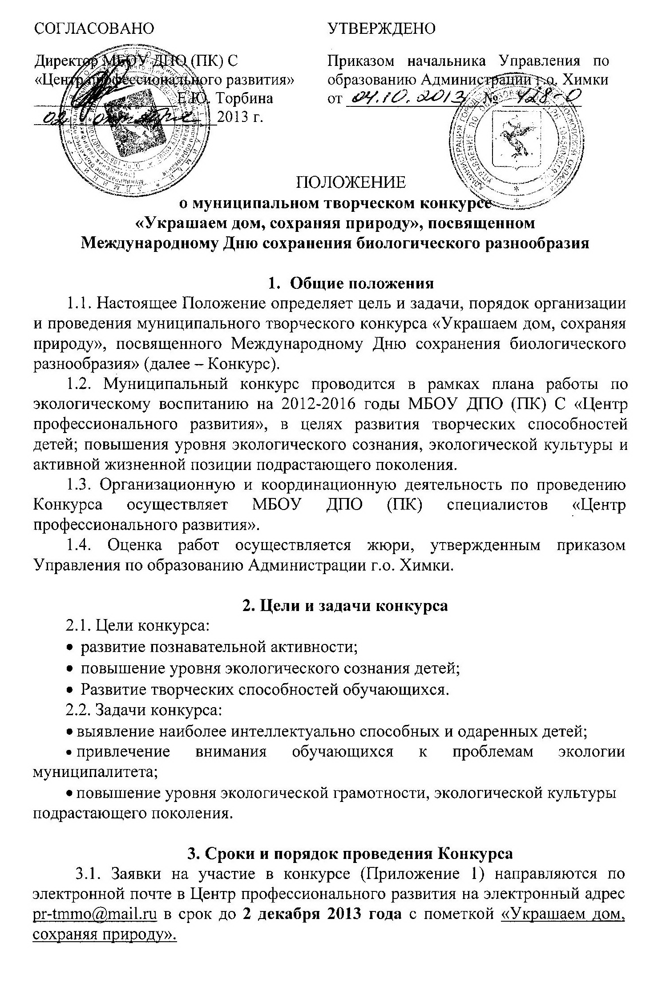 СОГЛАСОВАНО
Директор МБОУ ДПО (ПК) С
«Центр профессионального развития»
Е.Ю. Торбина
02 октября 2013 г.
УТВЕРЖДЕНО
Приказом начальника Управления по
образованию Администрации г.о. Химки
от 04.10.2013 № 428-О
ПОЛОЖЕНИЕ
о муниципальном творческом конкурсе
«Украшаем дом, сохраняя природу», посвященном
Международному Дню сохранения биологического разнообразия
1. Общие положения
1.1. Настоящее Положение определяет цель и задачи, порядок организации
и проведения муниципального творческого конкурса «Украшаем дом, сохраняя
природу», посвященного Международному Дню сохранения биологического
разнообразия» (далее – Конкурс).
1.2. Муниципальный конкурс проводится в рамках плана работы по
экологическому воспитанию на 2012-2016 годы МБОУ ДПО (ПК) С «Центр
профессионального развития», в целях развития творческих способностей
детей; повышения уровня экологического сознания, экологической культуры и
активной жизненной позиции подрастающего поколения.
1.3. Организационную и координационную деятельность по проведению
Конкурса осуществляет МБОУ ДПО (ПК) специалистов «Центр
профессионального развития».
1.4. Оценка работ осуществляется жюри, утвержденным приказом
Управления по образованию Администрации г.о. Химки.
2. Цели и задачи конкурса
2.1. Цели конкурса:
• развитие познавательной активности;
• повышение уровня экологического сознания детей;
• Развитие творческих способностей обучающихся.
2.2. Задачи конкурса:
• выявление наиболее интеллектуально способных и одаренных детей;
• привлечение внимания обучающихся к проблемам экологии
муниципалитета;
• повышение уровня экологической грамотности, экологической культуры
подрастающего поколения.
3. Сроки и порядок проведения Конкурса
3.1. Заявки на участие в конкурсе (Приложение 1) направляются по
электронной почте в Центр профессионального развития на электронный адрес
pr-tmmo@mail.ru в срок до 2 декабря 2013 года с пометкой «Украшаем дом,
сохраняя природу».